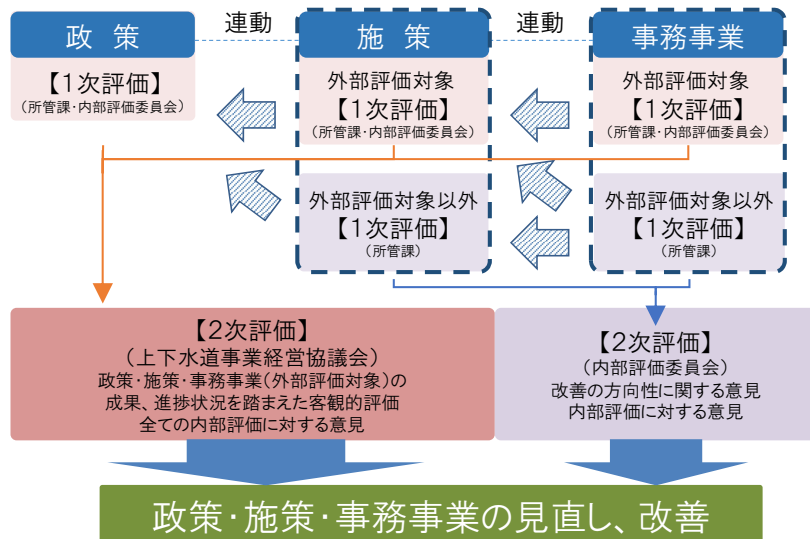 政 策
連動
施 策
連動
事務事業
【1次評価】
(所管課・内部評価委員会)
外部評価対象
【1次評価】
(所管課・内部評価委員会)
外部評価対象
【1次評価】
(所管課・内部評価委員会)
外部評価対象以外
【1次評価】
(所管課)
外部評価対象以外
【1次評価】
(所管課)
【2次評価】
(上下水道事業経営協議会)
政策・施策・事務事業(外部評価対象)の
成果、進捗状況を踏まえた客観的評価
全ての内部評価に対する意見
【2次評価】
(内部評価委員会)
改善の方向性に関する意見
内部評価に対する意見
政策・施策・事務事業の見直し、改善